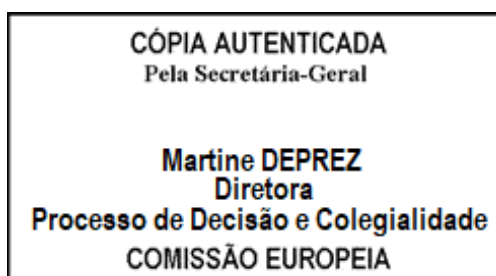 CÓPIA AUTENTICADA
Pela Secretária-Geral
Martine DEPREZ
Diretora
Processo de Decisão e Colegialidade
COMISSÃO EUROPEIA